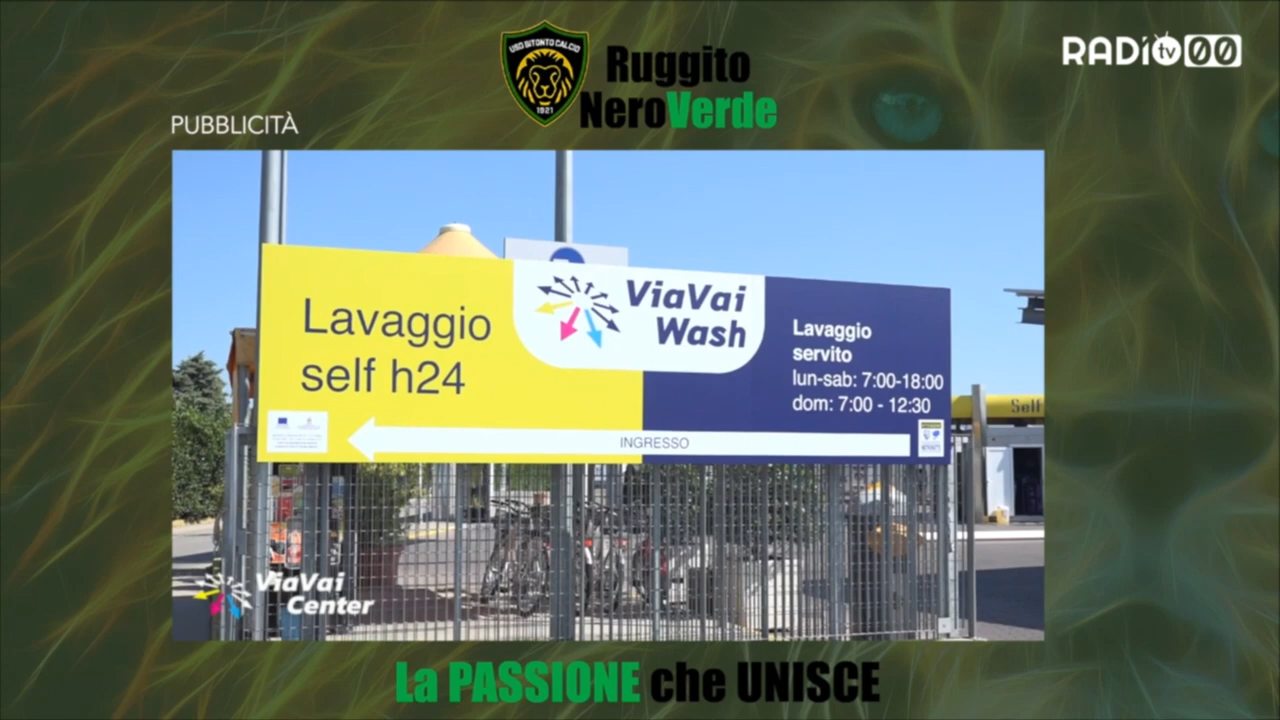 USD BITONTO CALCIO
1921
Ruggito
NeroVerde
RADIO tv 00
PUBBLICITÀ
Lavaggio
self h24
ViaVai
Wash
Lavaggio
servito
lun-sab: 7:00-18:00
dom: 7:00 - 12:30
INGRESSO
Self
ViaVai
Center
La PASSIONE che UNISCE